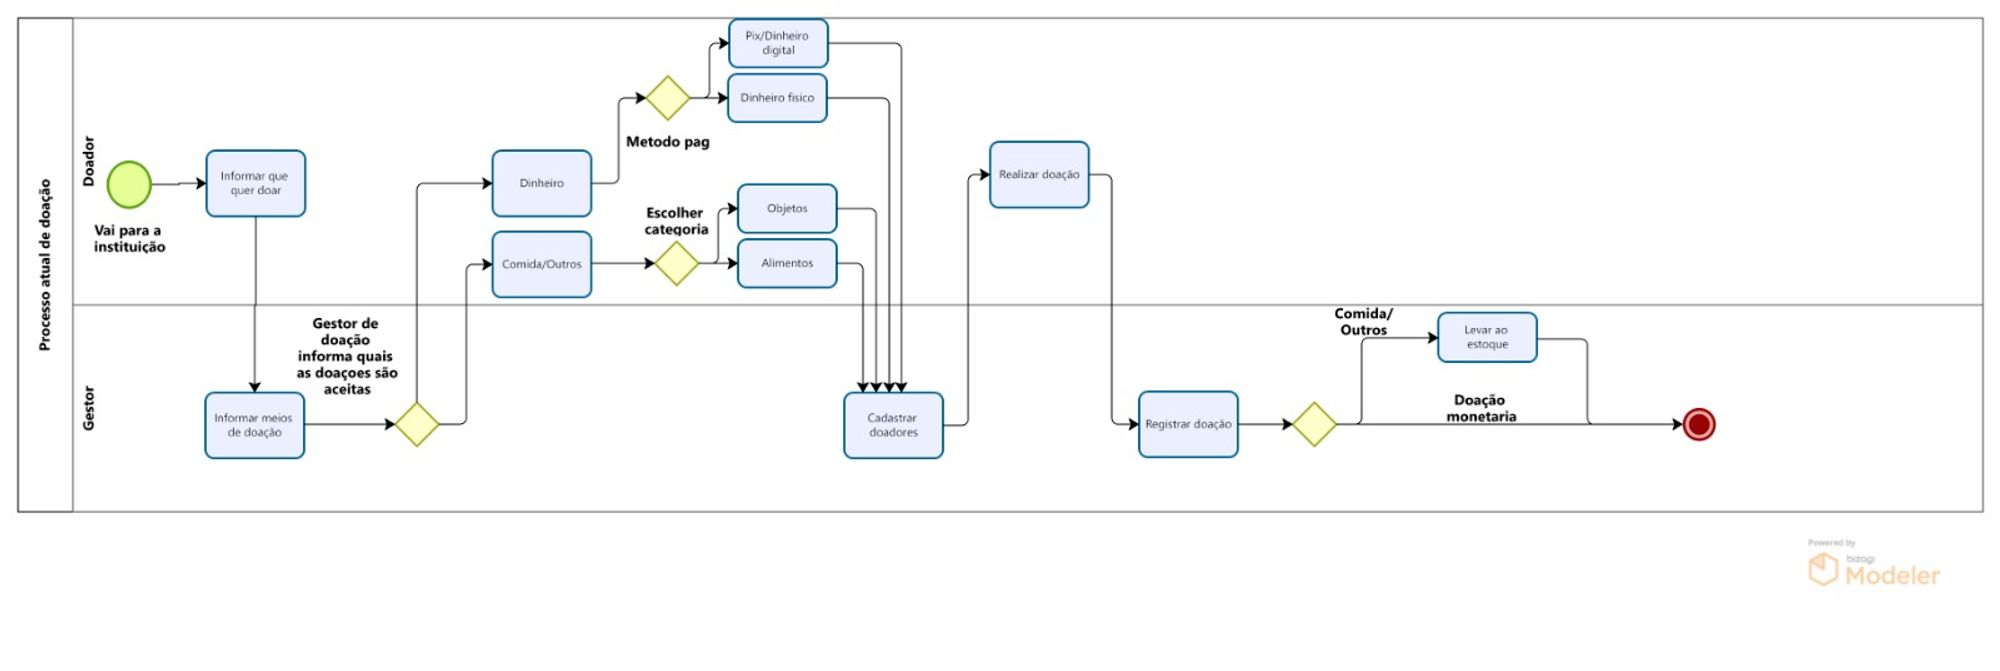 Processo atual de doação
Doador
Gestor
Vai para a
instituição
Informar que
quer doar
Informar meios
de doação
Gestor de
doação
informa quais
as doaçoes são
aceitas
Dinheiro
Comida/Outros
Metodo pag
Escolher
categoria
Pix/Dinheiro
digital
Dinheiro fisico
Objetos
Alimentos
Cadastrar
doadores
Realizar doação
Registrar doação
Comida/
Outros
Levar ao
estoque
Doação
monetaria
Powered by
bizagi
Modeler